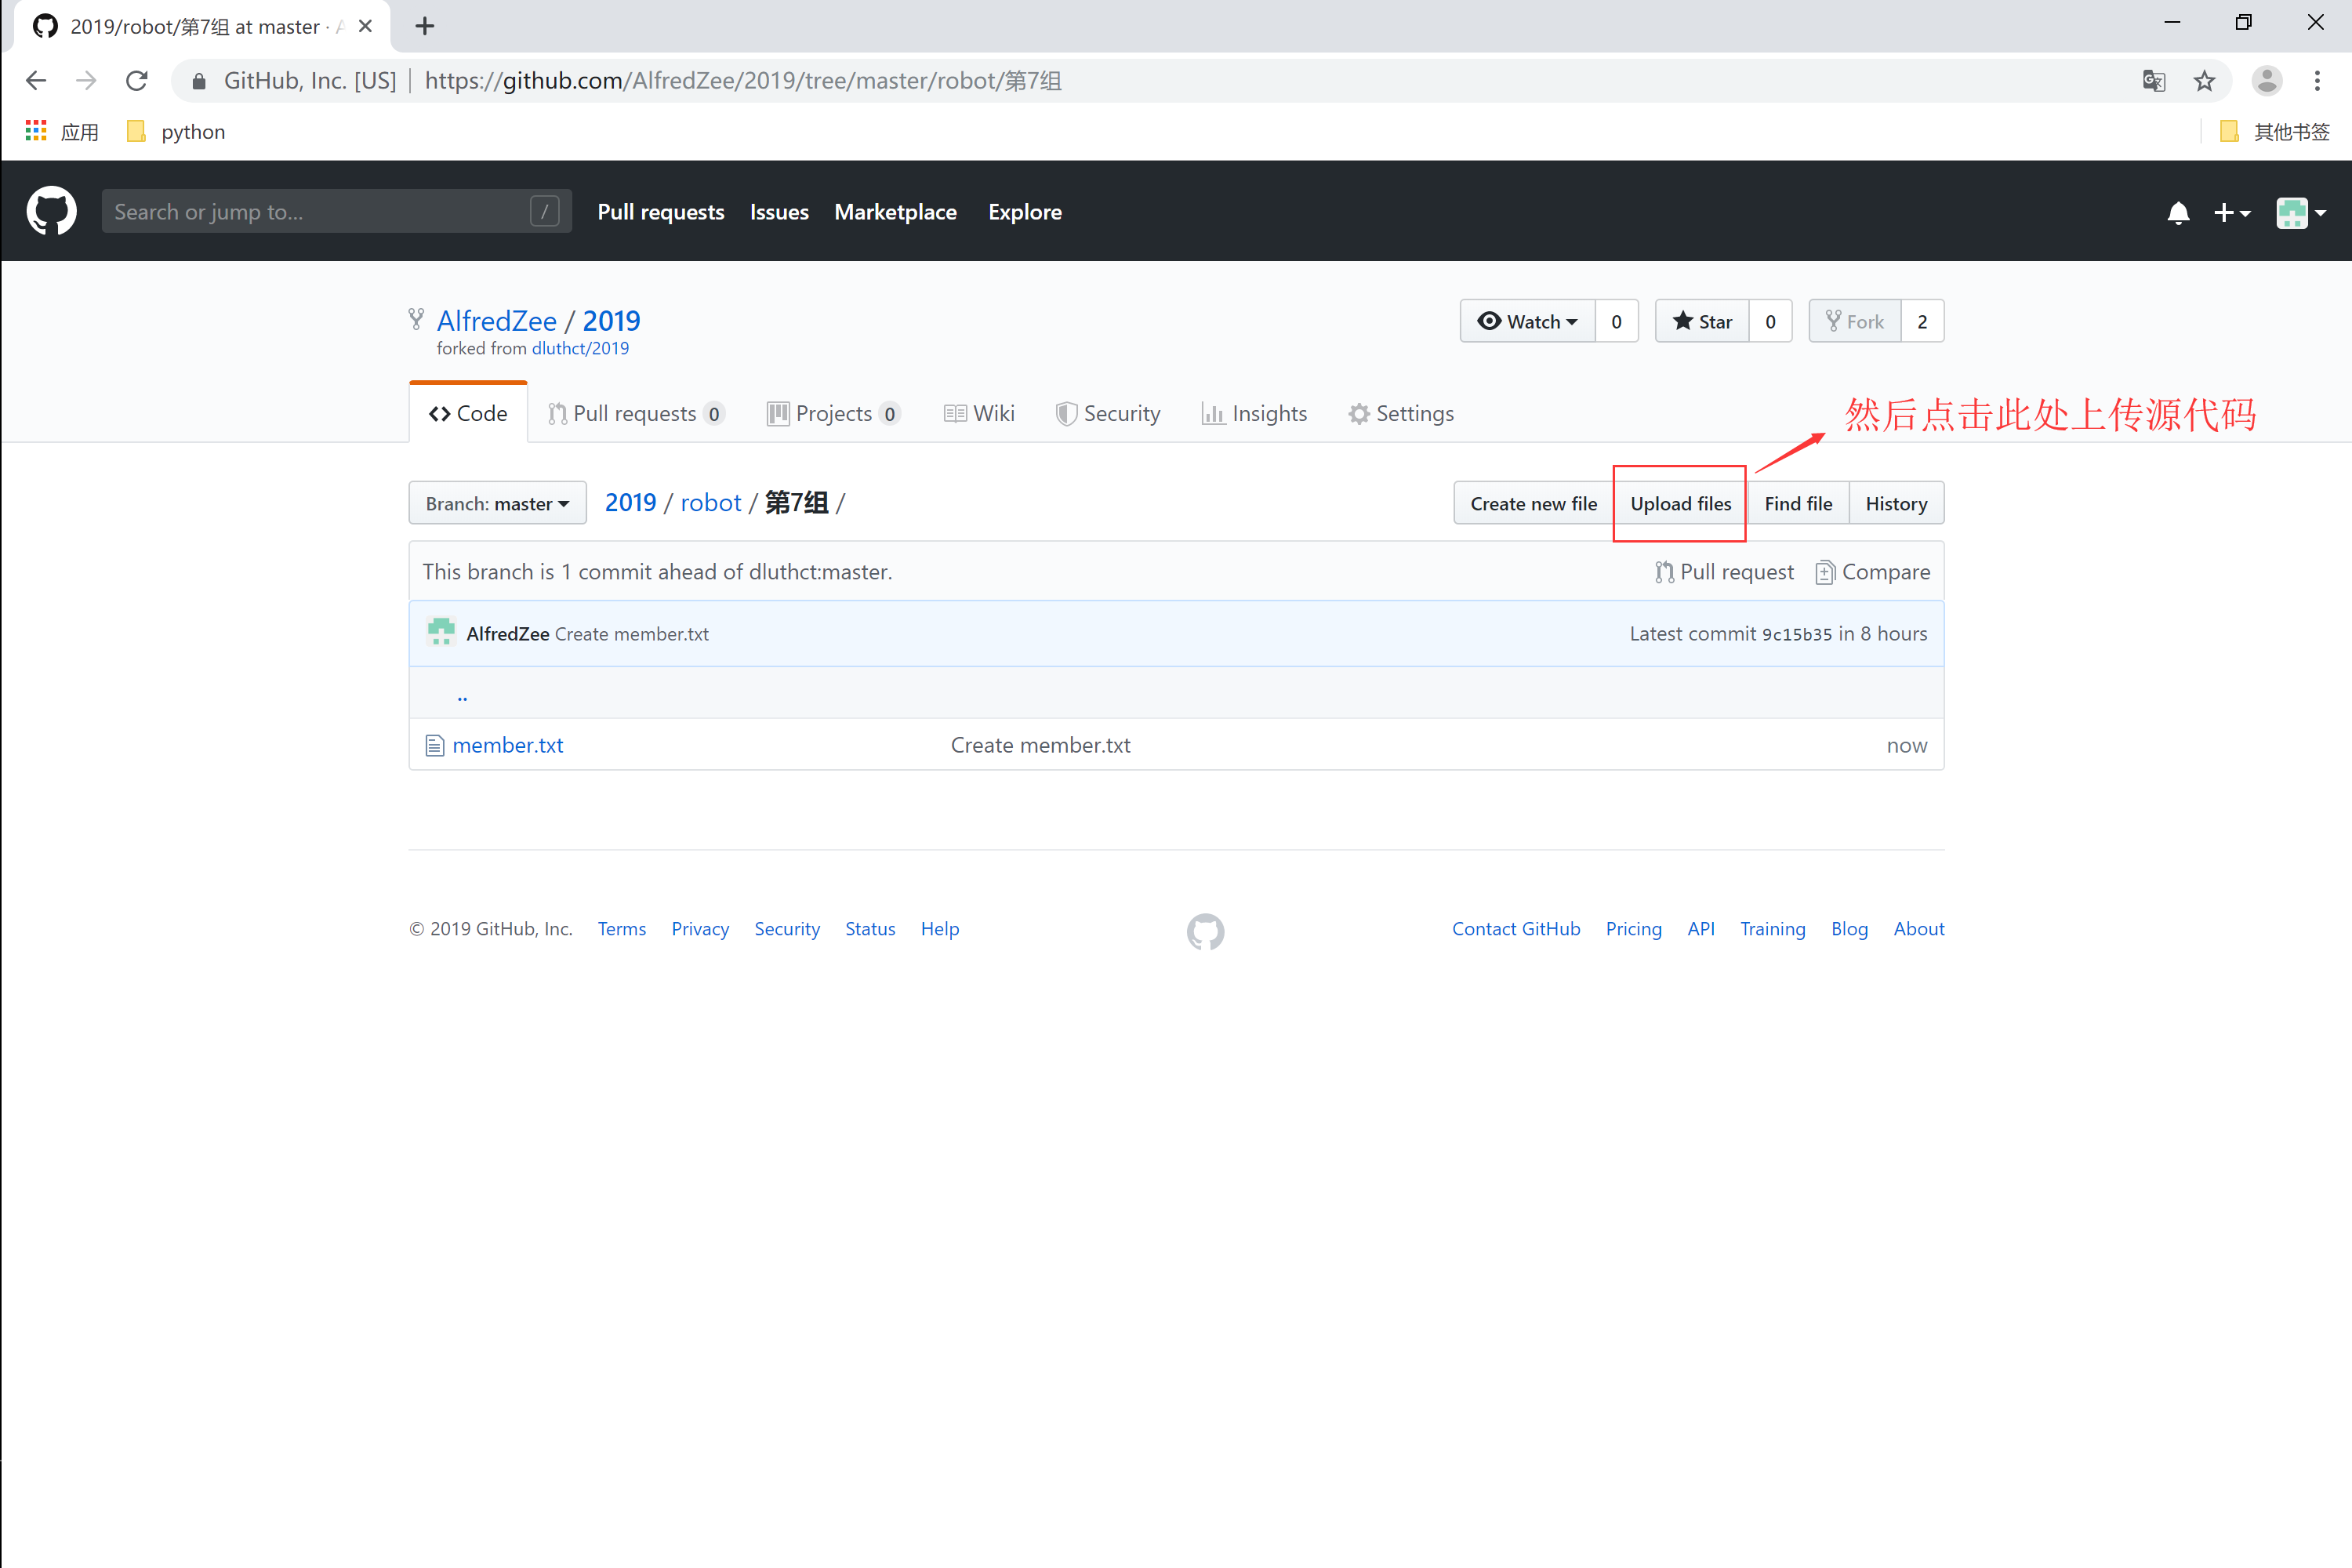 2019/robot/第7组 at master ·
GitHub, Inc. [US] | https://github.com/AlfredZee/2019/tree/master/robot/第7组
应用 python 其他书签
Search or jump to... / Pull requests Issues Marketplace Explore
AlfredZee / 2019 Watch 0 Star 0 Fork 2
forked from dluthct/2019
Code Pull requests 0 Projects 0 Wiki Security Insights Settings
然后点击此处上传源代码
Branch: master 2019 / robot / 第7组 / Create new file Upload files Find file History
This branch is 1 commit ahead of dluthct:master. Pull request Compare
AlfredZee Create member.txt Latest commit 9c15b35 in 8 hours
..
member.txt Create member.txt now
© 2019 GitHub, Inc. Terms Privacy Security Status Help Contact GitHub Pricing API Training Blog About